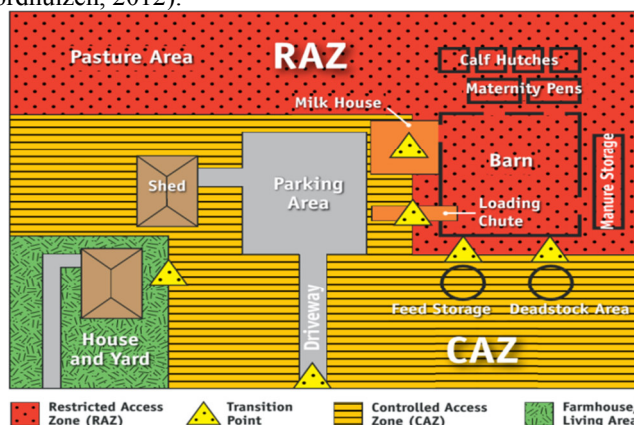 ordhuizen, 2012).
Pasture Area
RAZ
Calf Hutches
Maternity Pens
Milk House
Barn
Manure Storage
Shed
Parking
Area
Loading
Chute
Driveway
Feed Storage
Deadstock Area
House
and Yard
CAZ
Restricted Access
Zone (RAZ)
Transition
Point
Controlled Access
Zone (CAZ)
Farmhouse,
Living Area